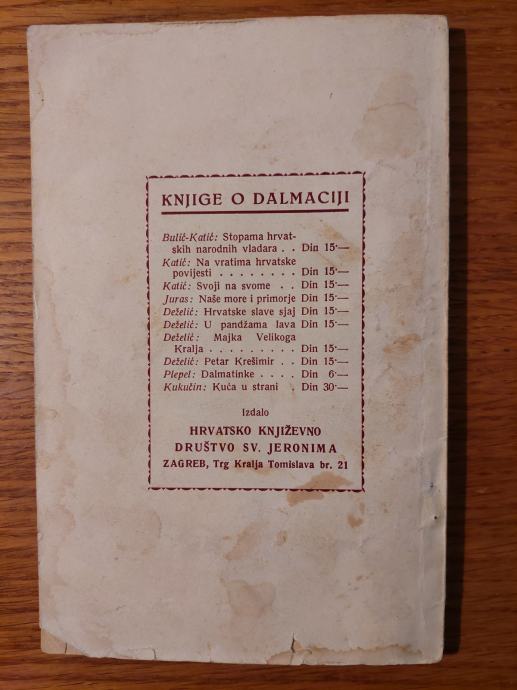 KNJIGE O DALMACIJI
Bulić-Katić: Stopama hrvat-
skih narodnih vladara . . Din 15·—
Katić: Na vratima hrvatske
povijesti . . . . . . . . Din 15·—
Katić: Svoji na svome . . Din 15·—
Juras: Naše more i primorje Din 15·—
Deželić: Hrvatske slave sjaj Din 15·—
Deželić: U pandžama lava Din 15·—
Deželić: Majka Velikoga
Kralja . . . . . . . . . Din 15·—
Deželić: Petar Krešimir . . Din 15·—
Plepel: Dalmatinke . . . . Din 6·—
Kukučin: Kuća u strani . Din 30·—
Izdalo
HRVATSKO KNJIŽEVNO
DRUŠTVO SV. JERONIMA
ZAGREB, Trg Kralja Tomislava br. 21